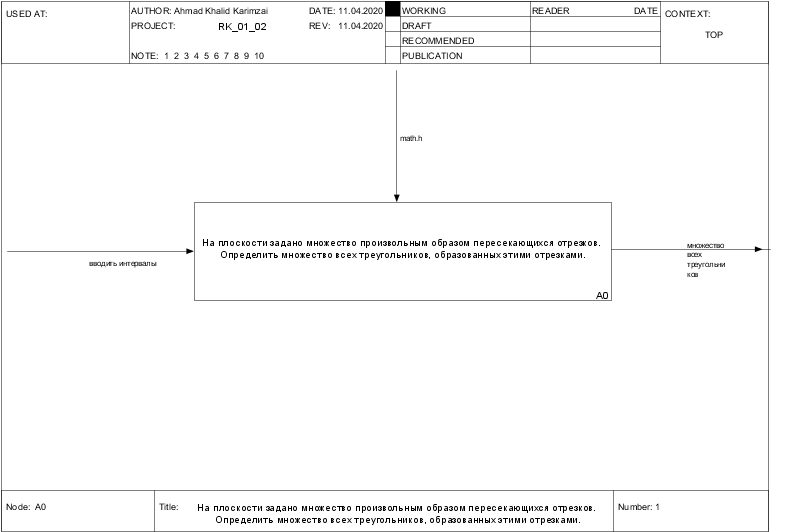 USED AT:
AUTHOR: Ahmad Khalid Karimzai
DATE: 11.04.2020
PROJECT: RK_01_02
REV: 11.04.2020
NOTE: 1 2 3 4 5 6 7 8 9 10
WORKING
DRAFT
RECOMMENDED
PUBLICATION
READER
DATE
CONTEXT:
TOP
math.h
На плоскости задано множество произвольным образом пересекающихся отрезков.
Определить множество всех треугольников, образованных этими отрезками.
A0
вводить интервалы
множество
всех
треугольни
ков
Node: A0
Title:
На плоскости задано множество произвольным образом пересекающихся отрезков.
Определить множество всех треугольников, образованных этими отрезками.
Number: 1